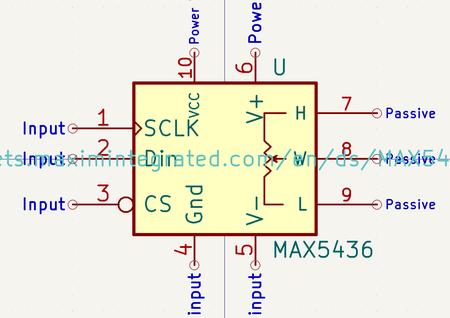 Power
Power
10
6
U
VCC
V+
Input
1
SCLK
H
7
Passive
Input
2
Din
W
8
Passive
ets.maximintegrated.com/en/ds/MAX54
Input
3
CS
L
9
Passive
Gnd
V-
4
5
MAX5436
input
input